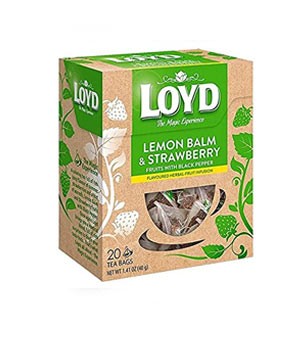 LOYD
The Magic Experience
LEMON BALM
& STRAWBERRY
FRUITS WITH BLACK PEPPER
FLAVOURED HERBAL FRUIT INFUSION
20
TEA BAGS
NET WT. 1.41 OZ (40 g)